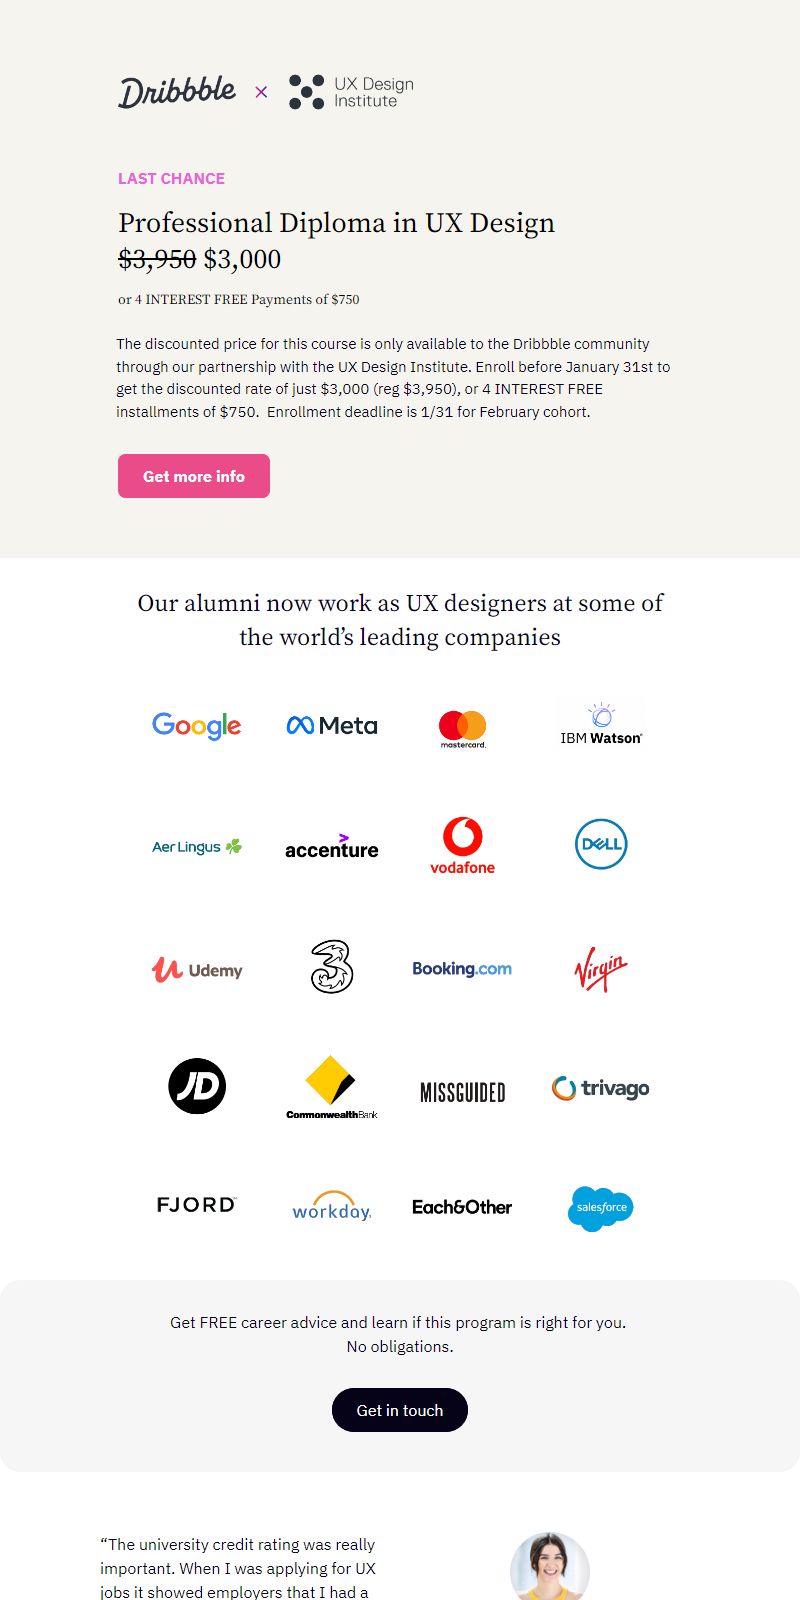 Dribbble × UX Design
Institute
LAST CHANCE
Professional Diploma in UX Design
$3,950 $3,000
or 4 INTEREST FREE Payments of $750
The discounted price for this course is only available to the Dribbble community
through our partnership with the UX Design Institute. Enroll before January 31st to
get the discounted rate of just $3,000 (reg $3,950), or 4 INTEREST FREE
installments of $750.  Enrollment deadline is 1/31 for February cohort.
Get more info
Our alumni now work as UX designers at some of
the world’s leading companies
Google Meta mastercard. IBM Watson
Aer Lingus accenture vodafone DELL
Udemy 3 Booking.com Virgin
JD CommonwealthBank MISSGUIDED trivago
FJORD workday. Each&Other salesforce
Get FREE career advice and learn if this program is right for you.
No obligations.
Get in touch
“The university credit rating was really
important. When I was applying for UX
jobs it showed employers that I had a